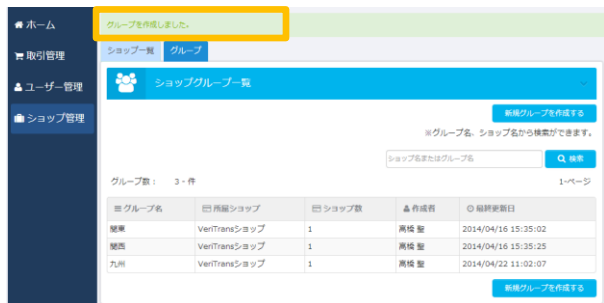 ホーム
取引管理
ユーザー管理
ショップ管理
グループを作成しました。
ショップ一覧 グループ
ショップグループ一覧
新規グループを作成する
※グループ名、ショップ名から検索ができます。
ショップ名またはグループ名 検索
グループ数: 3 - 件 1-ページ
グループ名 所属ショップ ショップ数 作成者 最終更新日
関東 VeriTransショップ 1 高橋 聖 2014/04/16 15:35:02
関西 VeriTransショップ 1 高橋 聖 2014/04/16 15:35:25
九州 VeriTransショップ 1 高橋 聖 2014/04/22 11:02:07
新規グループを作成する